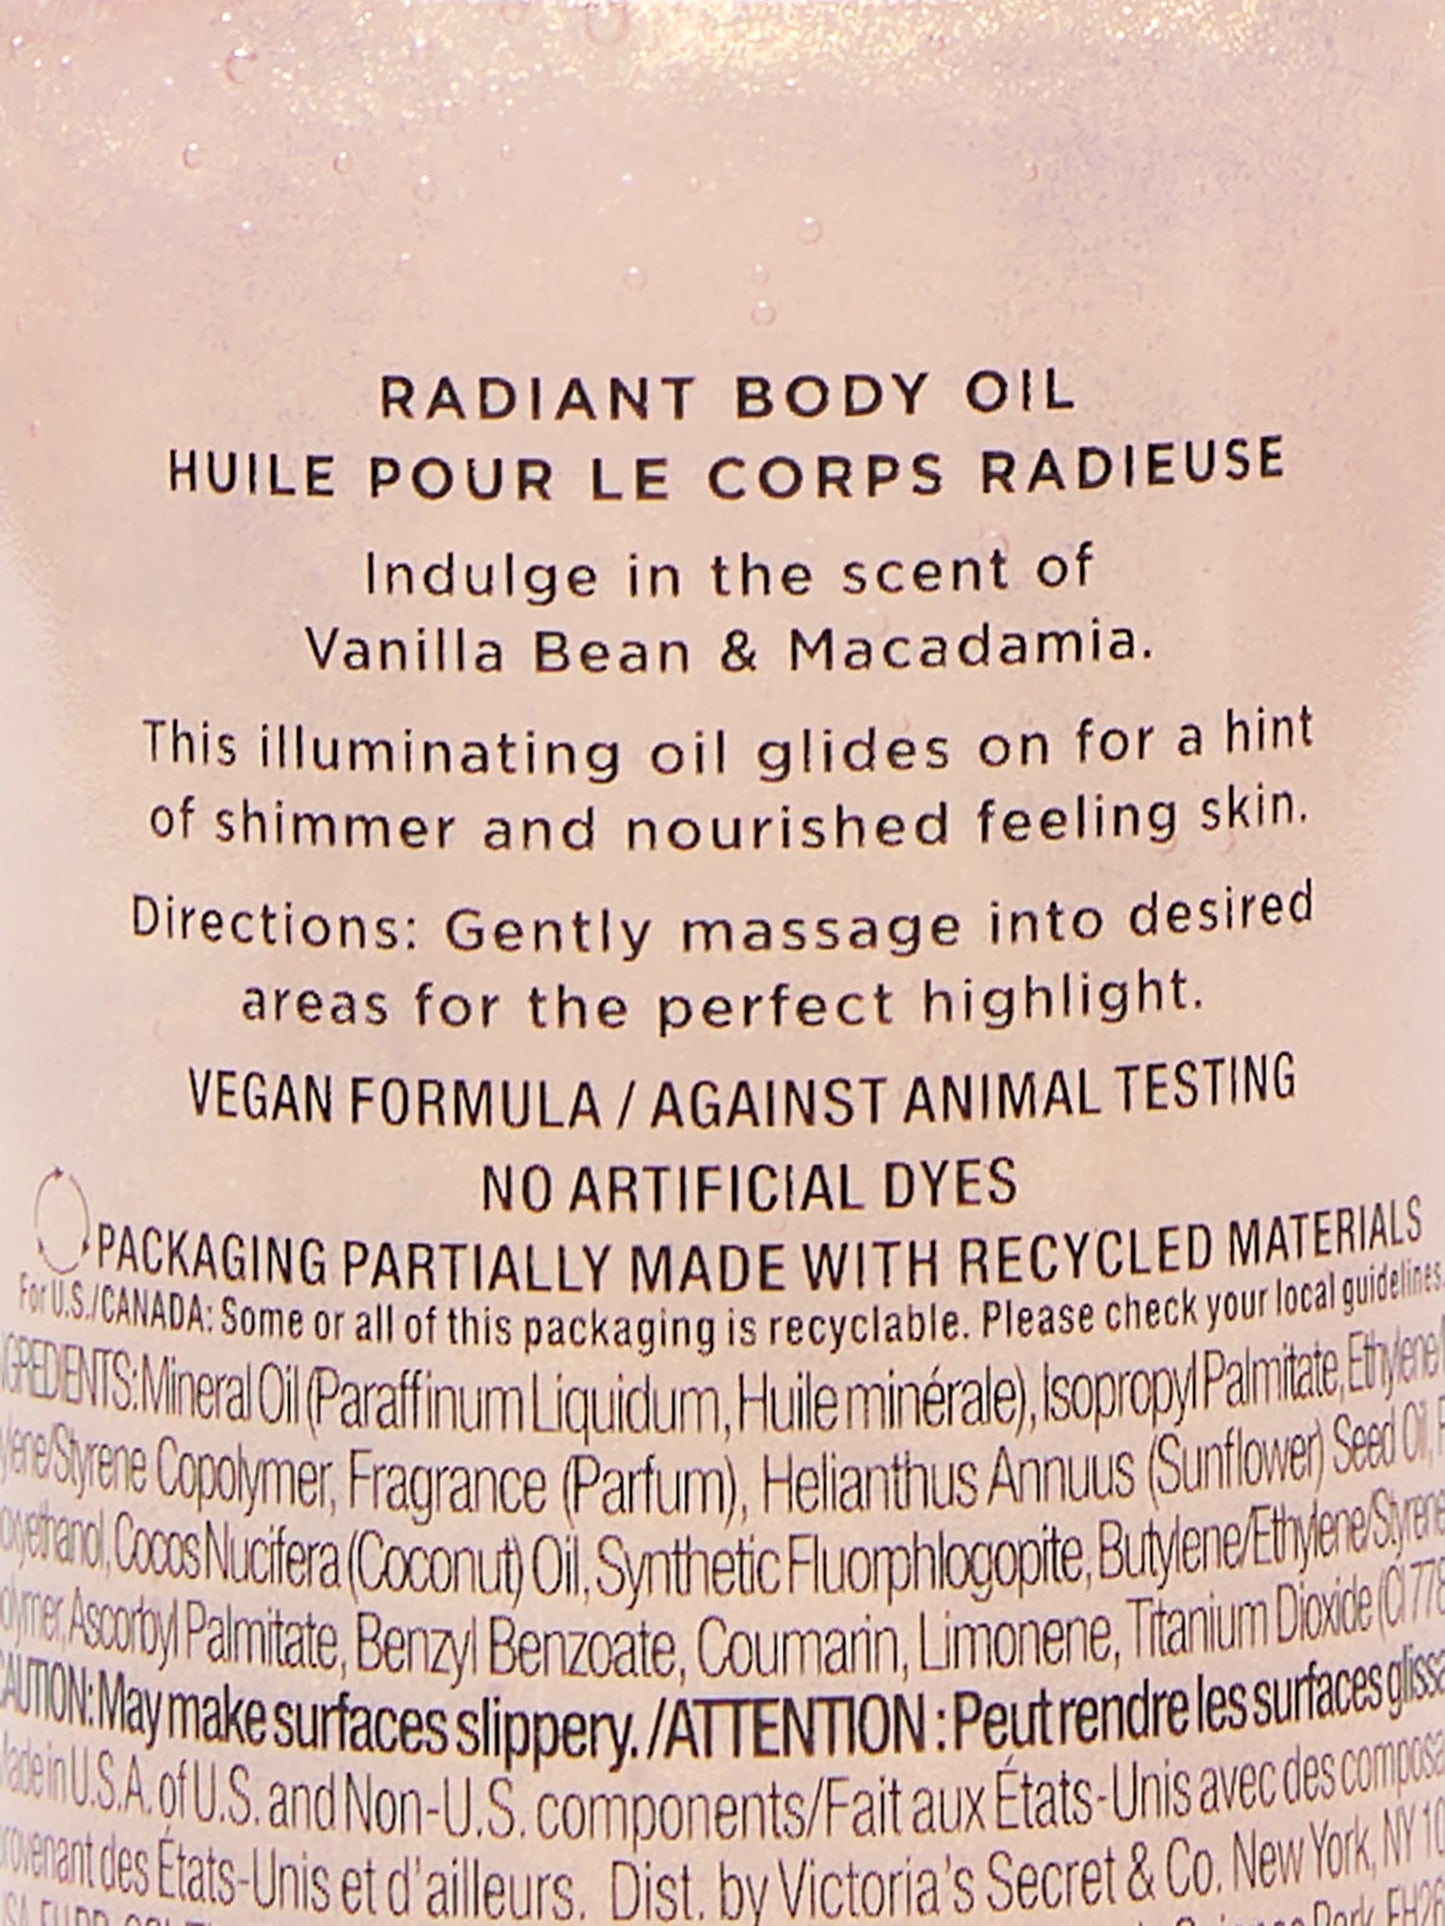 RADIANT BODY OIL
HUILE POUR LE CORPS RADIEUSE
Indulge in the scent of
Vanilla Bean & Macadamia.
This illuminating oil glides on for a hint
of shimmer and nourished feeling skin.
Directions: Gently massage into desired
areas for the perfect highlight.
VEGAN FORMULA / AGAINST ANIMAL TESTING
NO ARTIFICIAL DYES
PACKAGING PARTIALLY MADE WITH RECYCLED MATERIALS
For U.S./CANADA: Some or all of this packaging is recyclable. Please check your local guidelines.
Mineral Oil (Paraffinum Liquidum, Huile minérale), Isopropyl Palmitate, Ethylene/
Styrene Copolymer, Fragrance (Parfum), Helianthus Annuus (Sunflower) Seed Oil,
Cocos Nucifera (Coconut) Oil, Synthetic Fluorphlogopite, Butylene/Ethylene/Styrene
Ascorbyl Palmitate, Benzyl Benzoate, Coumarin, Limonene, Titanium Dioxide (CI 778
CAUTION: May make surfaces slippery. /ATTENTION : Peut rendre les surfaces
Made in U.S.A. of U.S. and Non-U.S. components/Fait aux États-Unis avec des
des États-Unis et d'ailleurs. Dist. by Victoria's Secret & Co. New York, NY